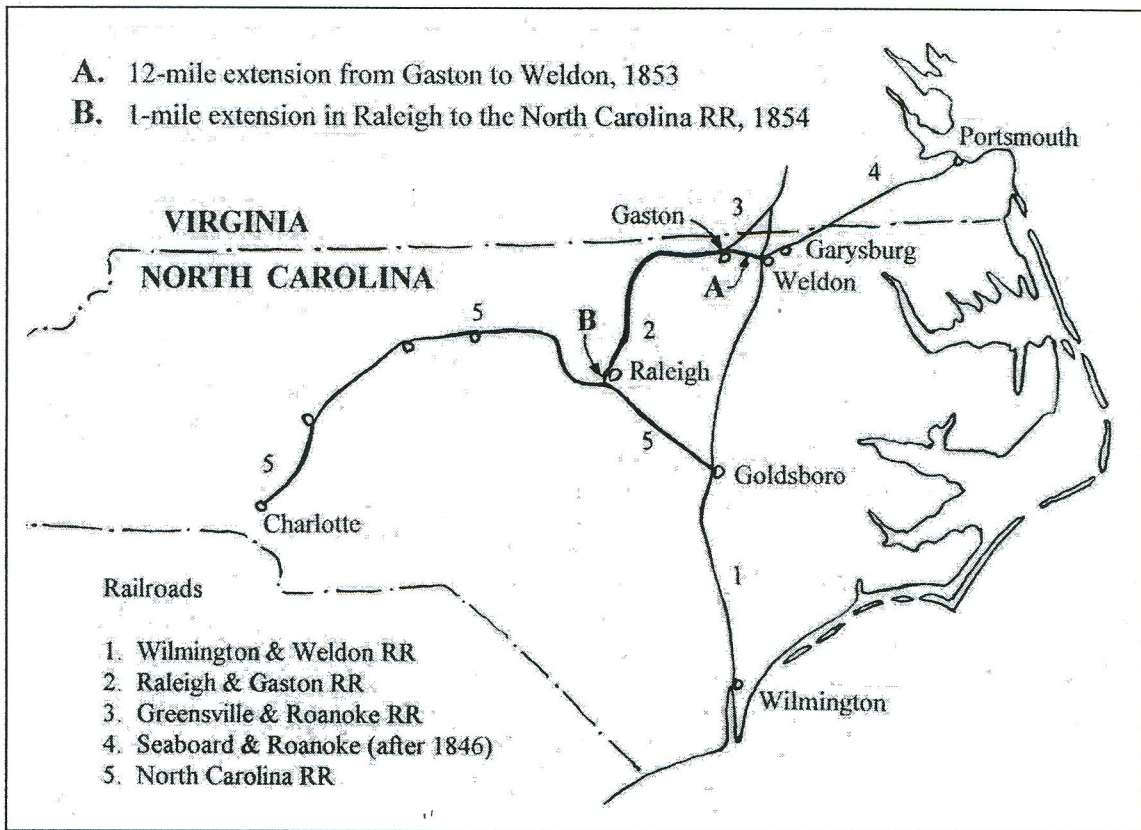 A. 12-mile extension from Gaston to Weldon, 1853
B. 1-mile extension in Raleigh to the North Carolina RR, 1854
Portsmouth
4
3
Gaston
VIRGINIA
NORTH CAROLINA
Garysburg
Weldon
A
5
B
2
Raleigh
5
Goldsboro
5
Charlotte
1
Wilmington
Railroads
1. Wilmington & Weldon RR
2. Raleigh & Gaston RR
3. Greensville & Roanoke RR
4. Seaboard & Roanoke (after 1846)
5. North Carolina RR